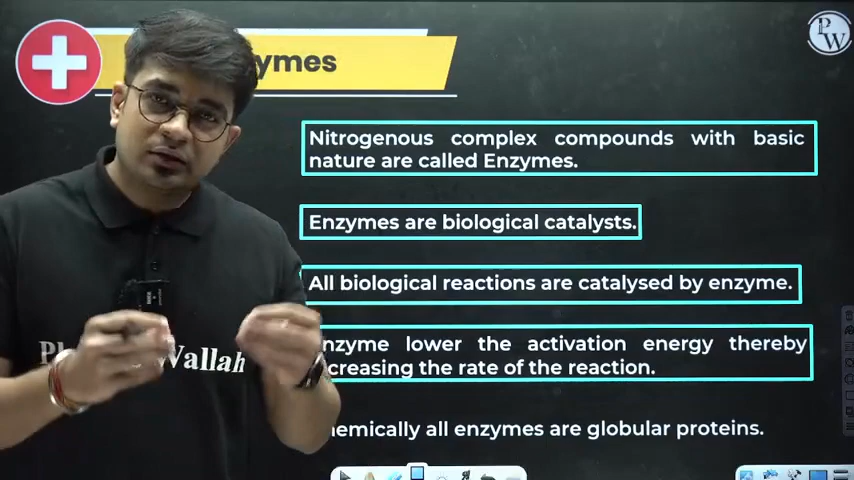 ymes
PW
Nitrogenous complex compounds with basic
nature are called Enzymes.
Enzymes are biological catalysts.
All biological reactions are catalysed by enzyme.
nzyme lower the activation energy thereby
creasing the rate of the reaction.
hemically all enzymes are globular proteins.
Ph Wallah